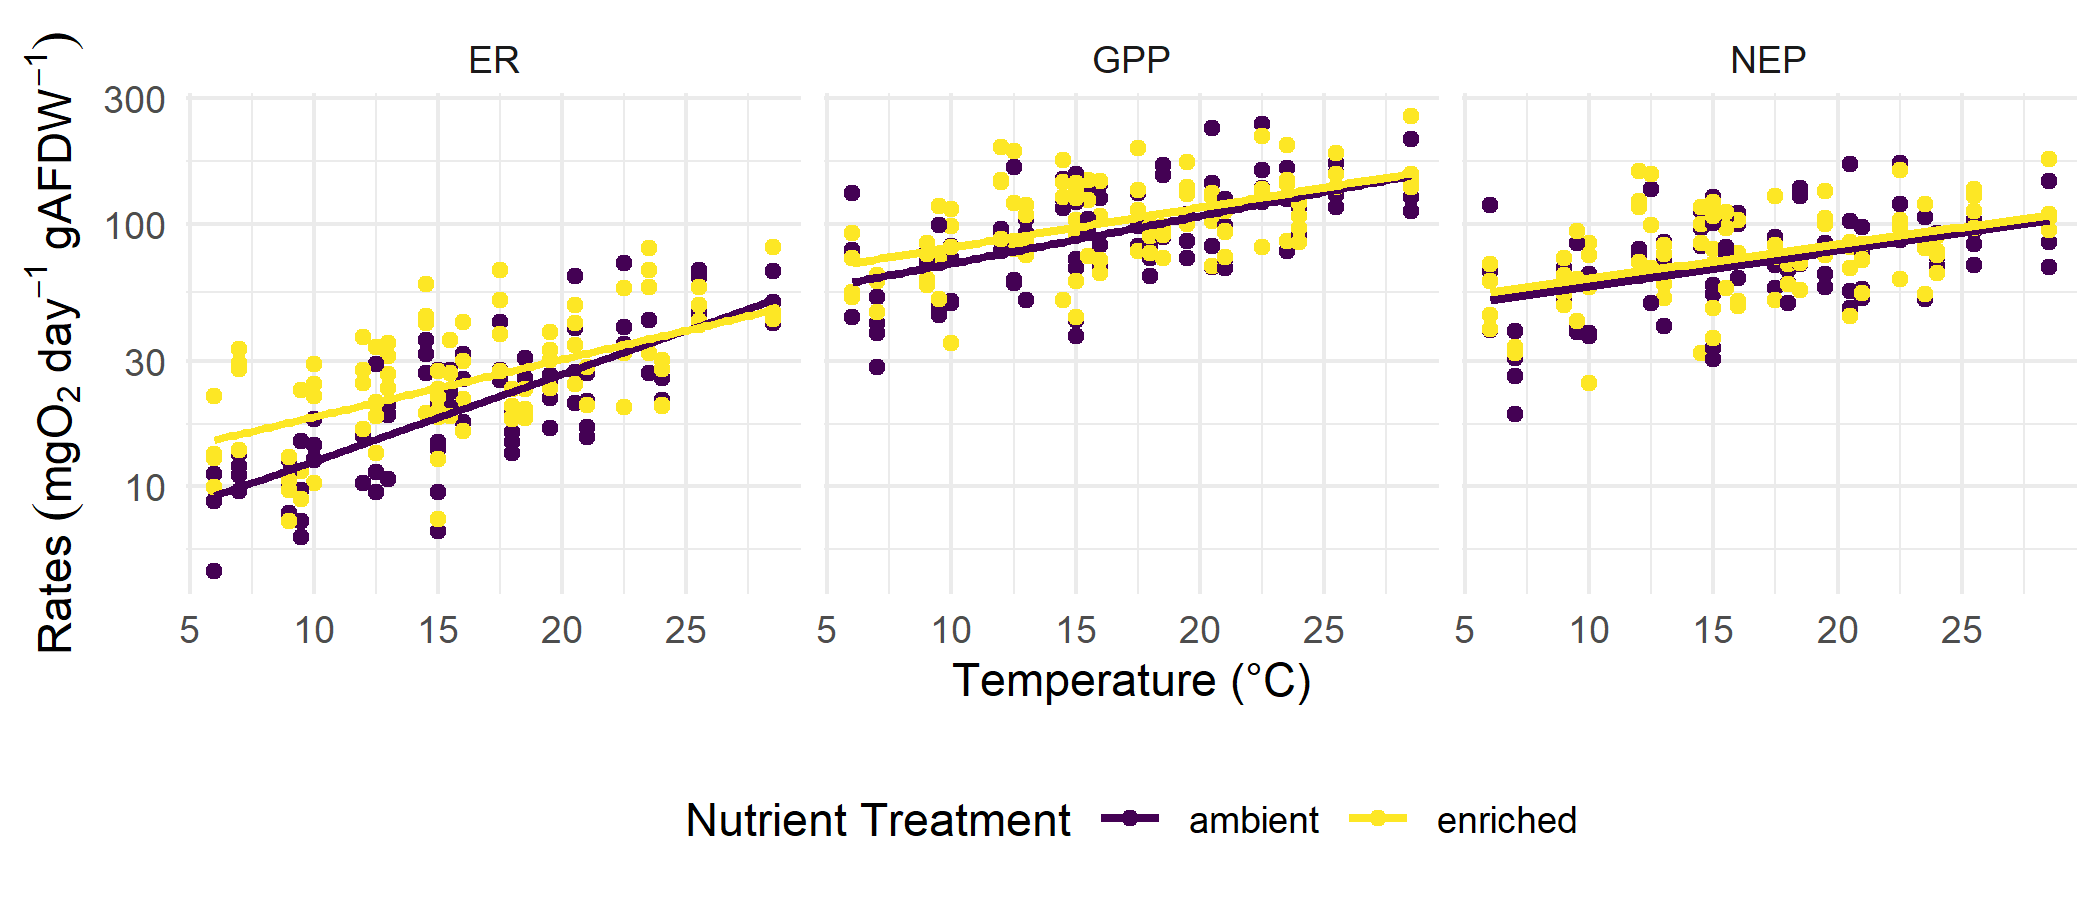 ER GPP NEP
Rates (mgO₂ day⁻¹ gAFDW⁻¹)
300
100
30
10
5 10 15 20 25 5 10 15 20 25 5 10 15 20 25
Temperature (°C)
Nutrient Treatment ambient enriched